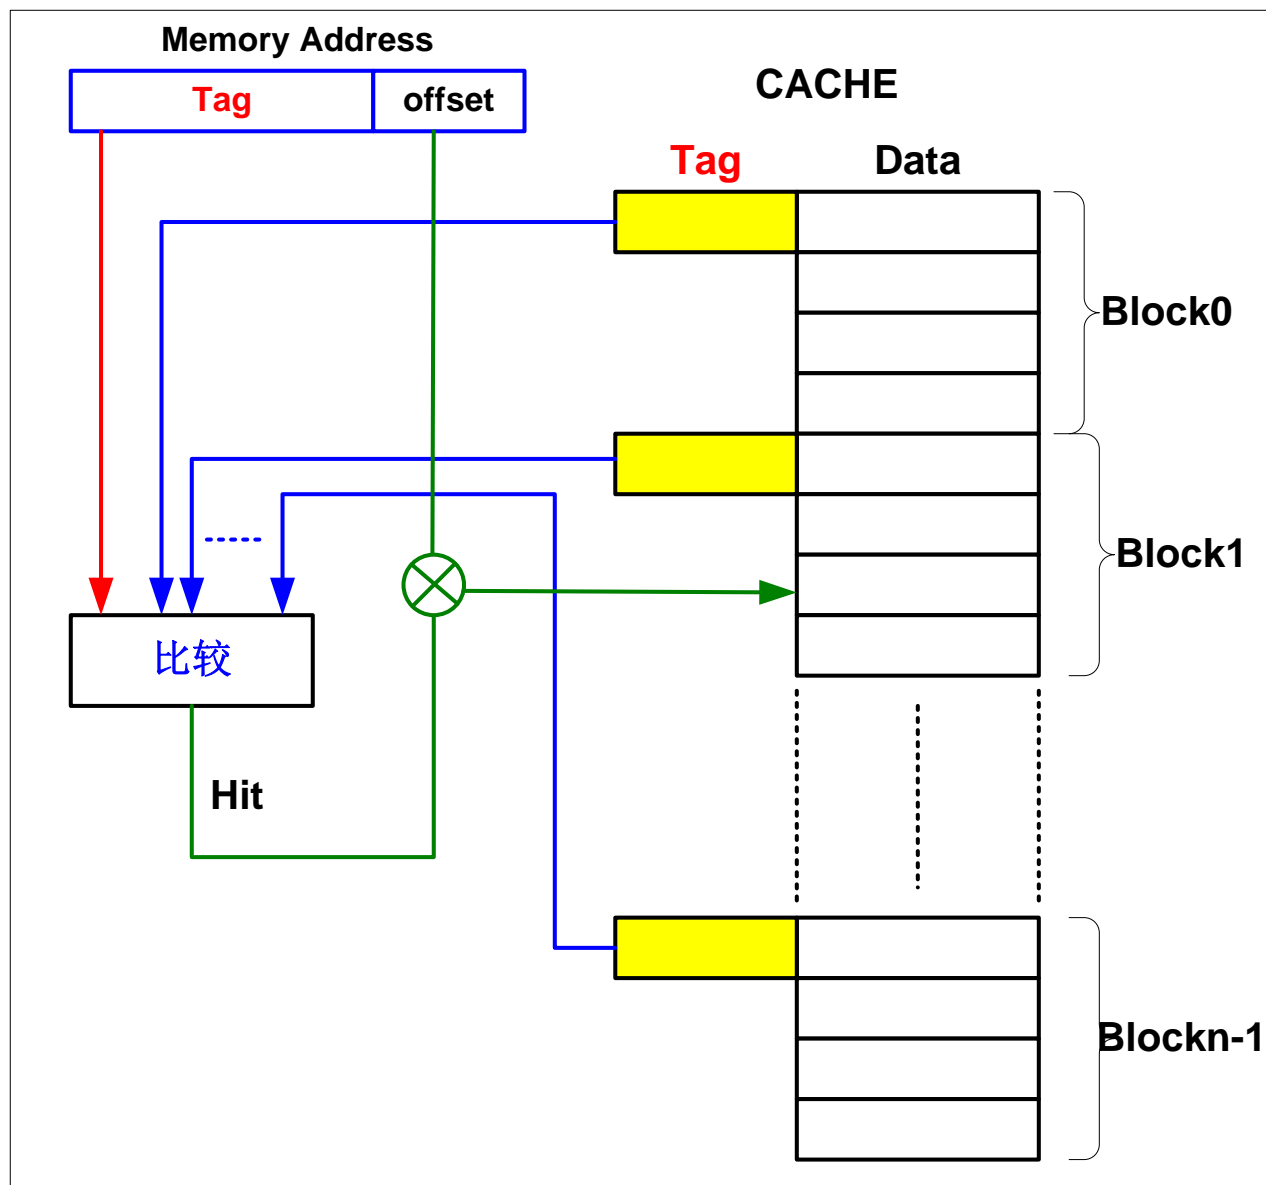 Memory Address
Tag
offset
CACHE
Tag
Data
Block0
Block1
比较
Hit
Blockn-1